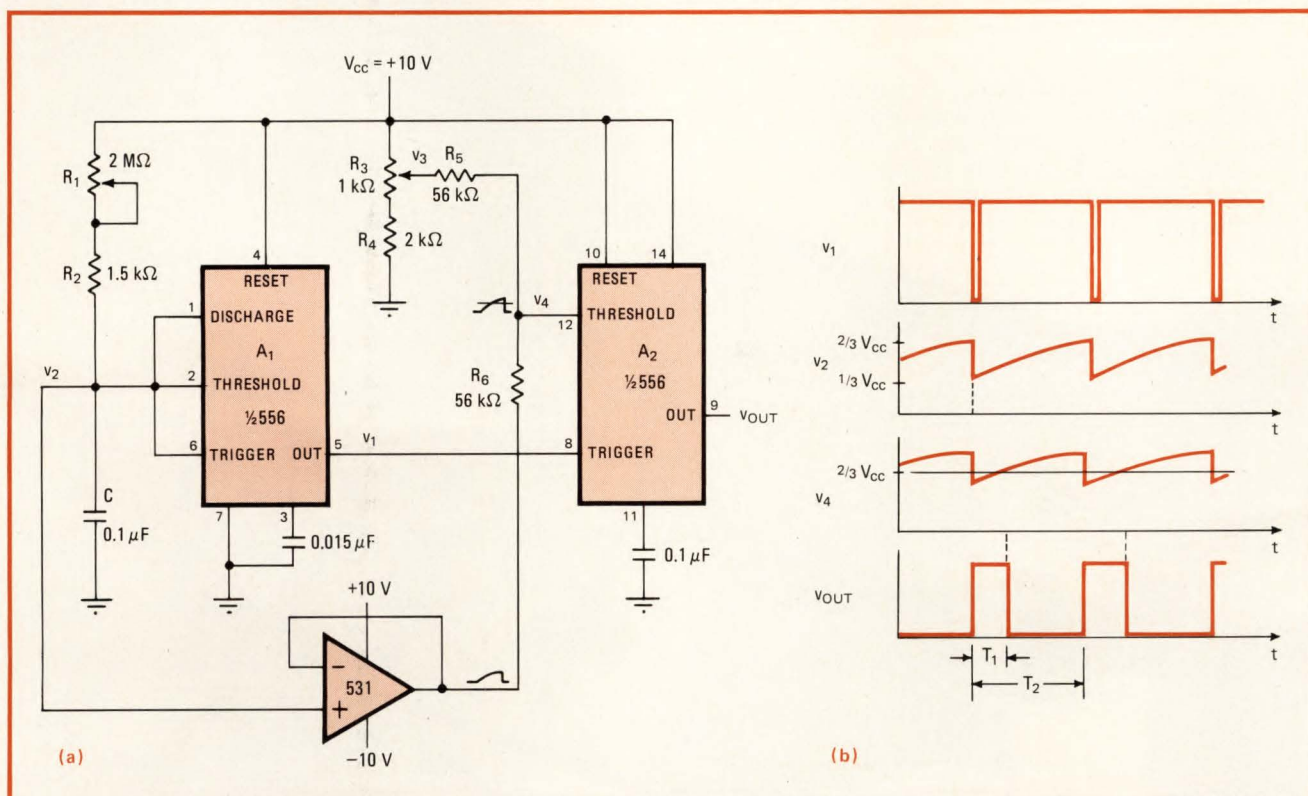 V_CC = +10 V
R_1
2 MΩ
R_2
1.5 kΩ
R_3
1 kΩ
v_3
R_5
56 kΩ
R_4
2 kΩ
4
RESET
1
DISCHARGE
A_1
2
THRESHOLD
½556
6
TRIGGER
OUT
5
7
3
v_2
v_1
C
0.1 μF
0.015 μF
v_4
12
R_6
56 kΩ
10
14
RESET
THRESHOLD
A_2
½556
OUT
9
v_OUT
8
TRIGGER
11
0.1 μF
+10 V
−
531
+
−10 V
(a)
v_1
t
2/3 V_CC
v_2
1/3 V_CC
t
2/3 V_CC
v_4
t
v_OUT
t
T_1
T_2
(b)